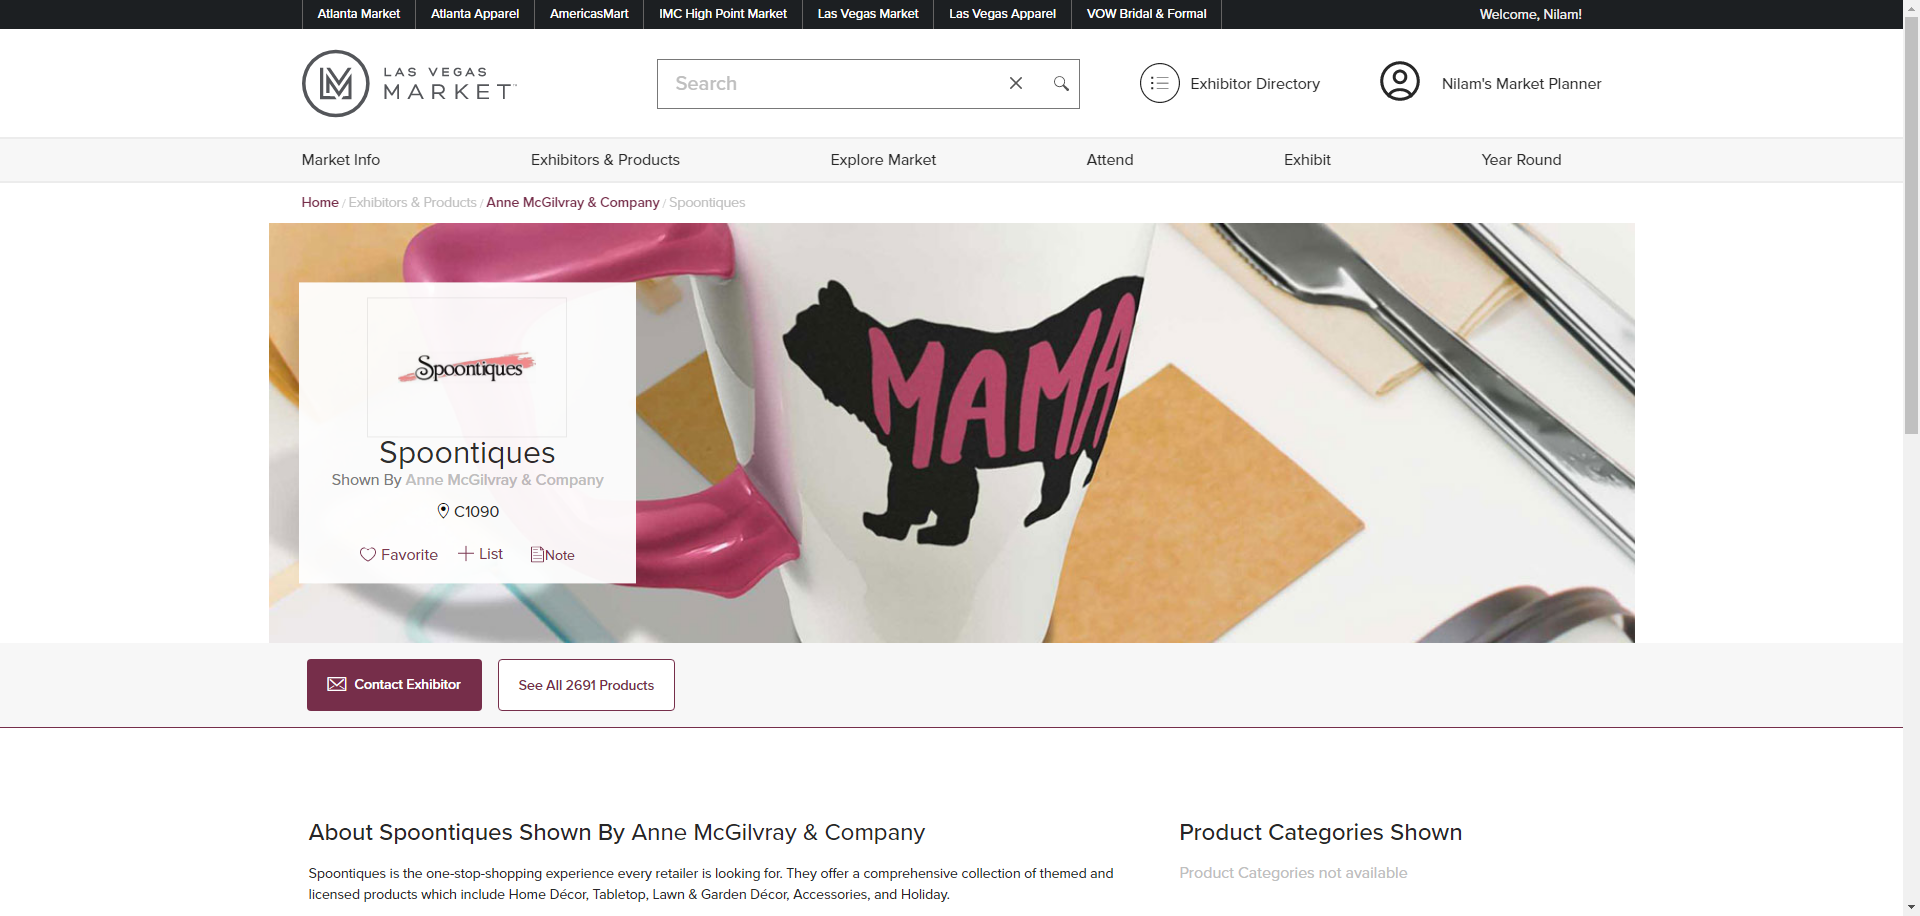 Atlanta Market
Atlanta Apparel
AmericasMart
IMC High Point Market
Las Vegas Market
Las Vegas Apparel
VOW Bridal & Formal
Welcome, Nilam!
LAS VEGAS
MARKET
Search
Exhibitor Directory
Nilam's Market Planner
Market Info
Exhibitors & Products
Explore Market
Attend
Exhibit
Year Round
Home / Exhibitors & Products / Anne McGilvray & Company / Spoontiques
MAMA
Spoontiques
Spoontiques
Shown By Anne McGilvray & Company
C1090
Favorite
List
Note
Contact Exhibitor
See All 2691 Products
About Spoontiques Shown By Anne McGilvray & Company
Spoontiques is the one-stop-shopping experience every retailer is looking for. They offer a comprehensive collection of themed and
licensed products which include Home Décor, Tabletop, Lawn & Garden Décor, Accessories, and Holiday.
Product Categories Shown
Product Categories not available